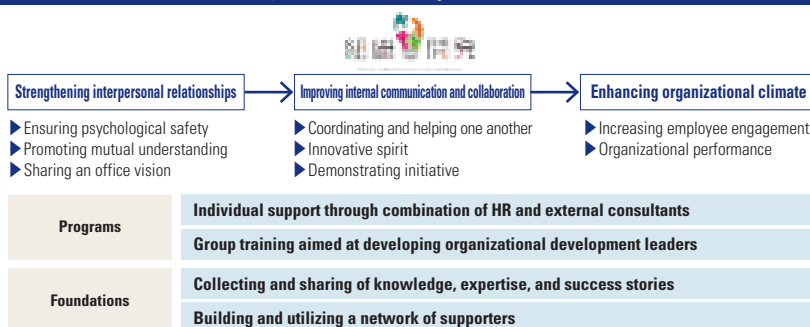 Strengthening interpersonal relationships
Improving internal communication and collaboration
Enhancing organizational climate
▶ Ensuring psychological safety
▶ Promoting mutual understanding
▶ Sharing an office vision
▶ Coordinating and helping one another
▶ Innovative spirit
▶ Demonstrating initiative
▶ Increasing employee engagement
▶ Organizational performance
Programs
Individual support through combination of HR and external consultants
Group training aimed at developing organizational development leaders
Foundations
Collecting and sharing of knowledge, expertise, and success stories
Building and utilizing a network of supporters